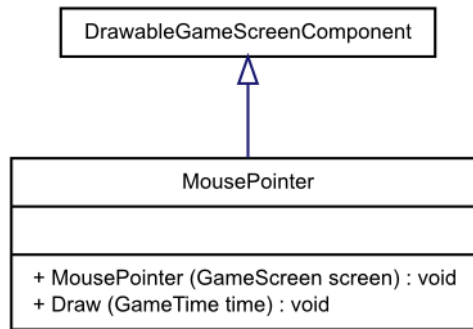 DrawableGameScreenComponent
MousePointer
+ MousePointer (GameScreen screen) : void
+ Draw (GameTime time) : void